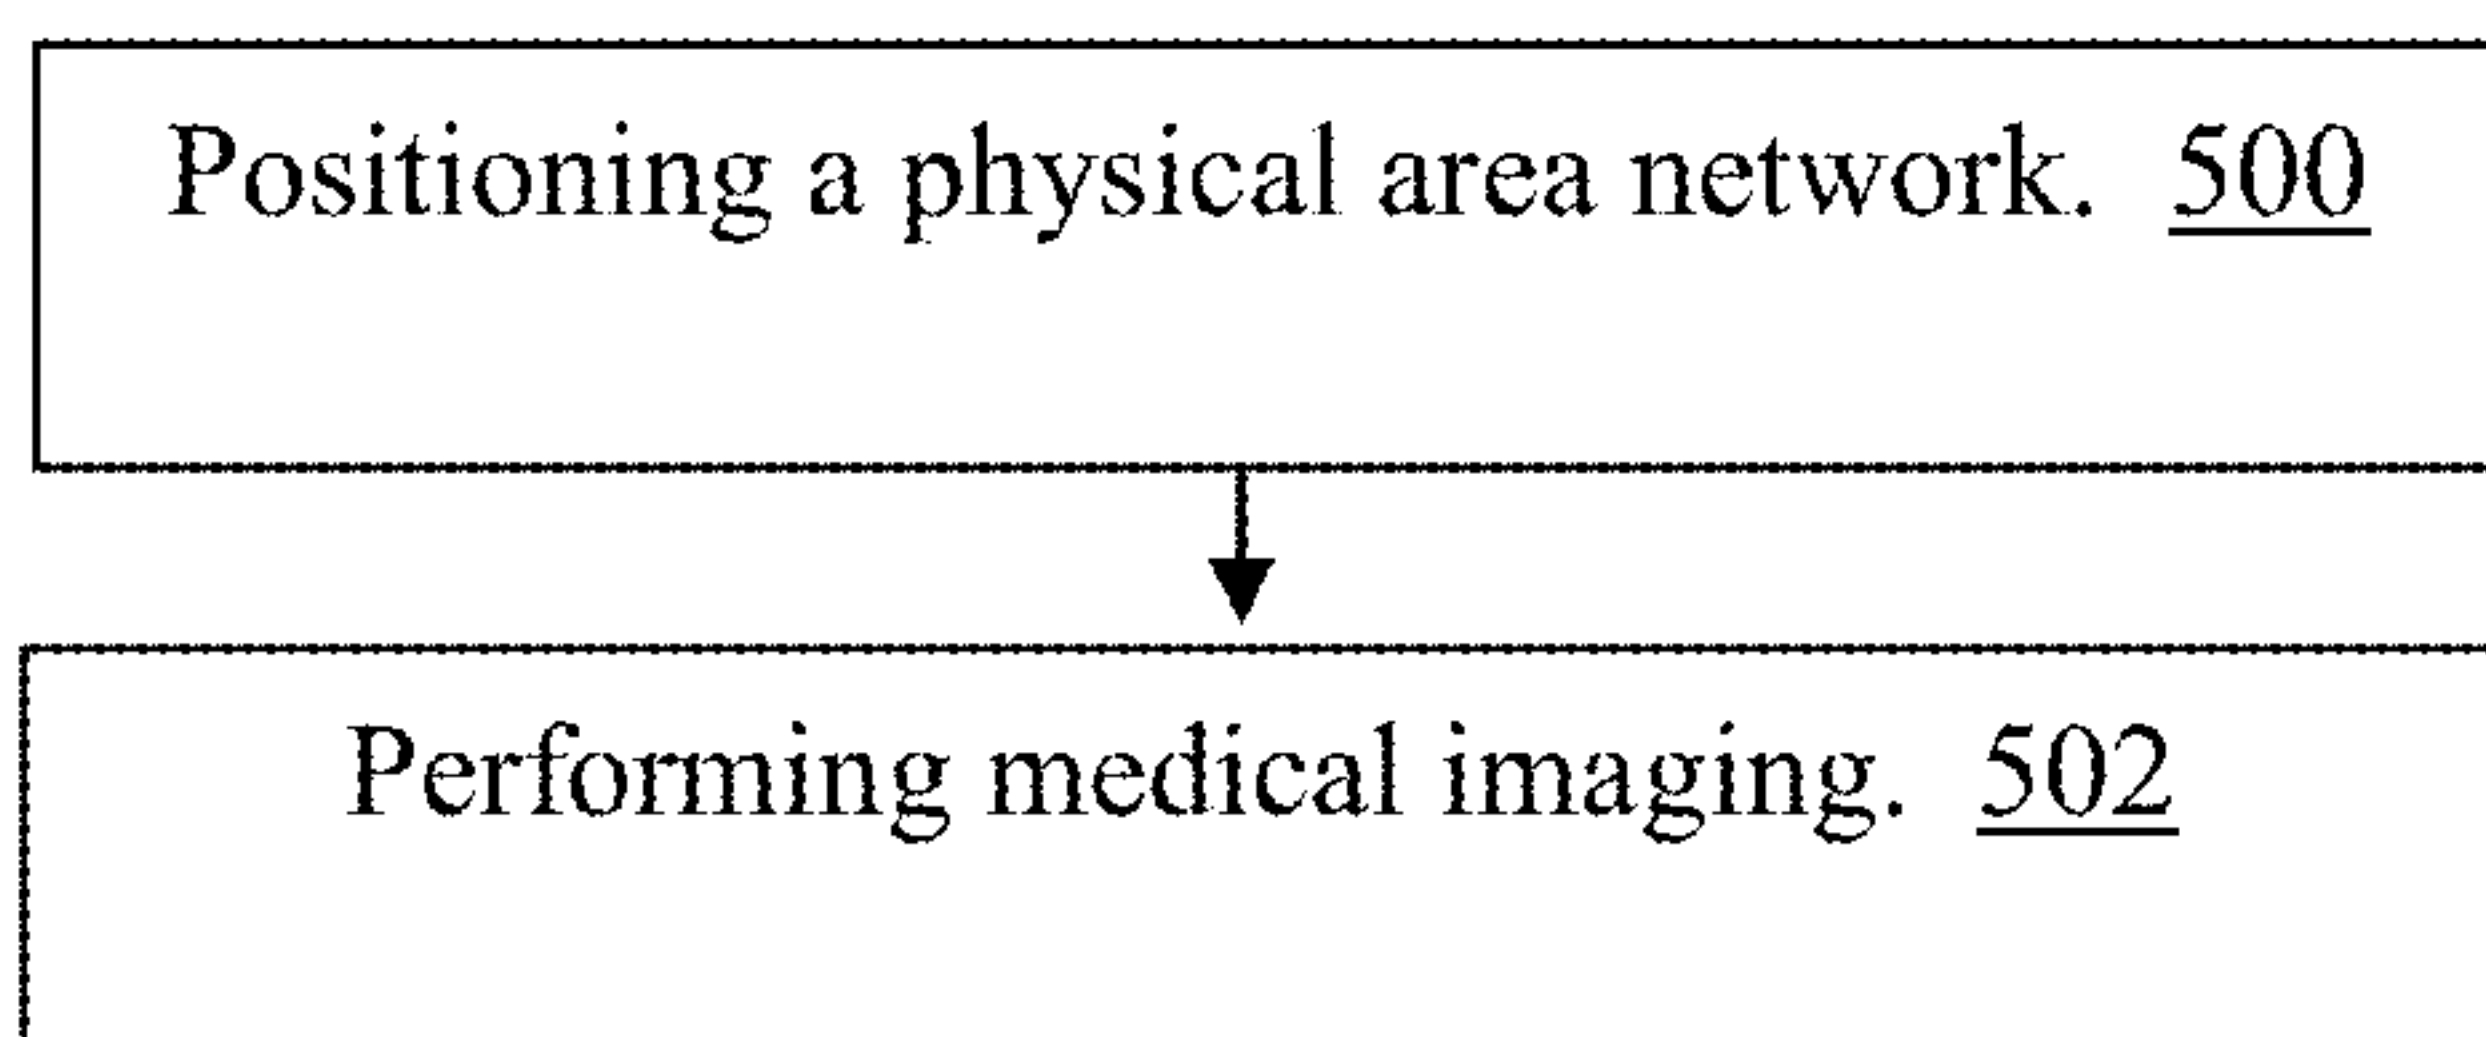 Positioning a physical area network. 500
Performing medical imaging. 502